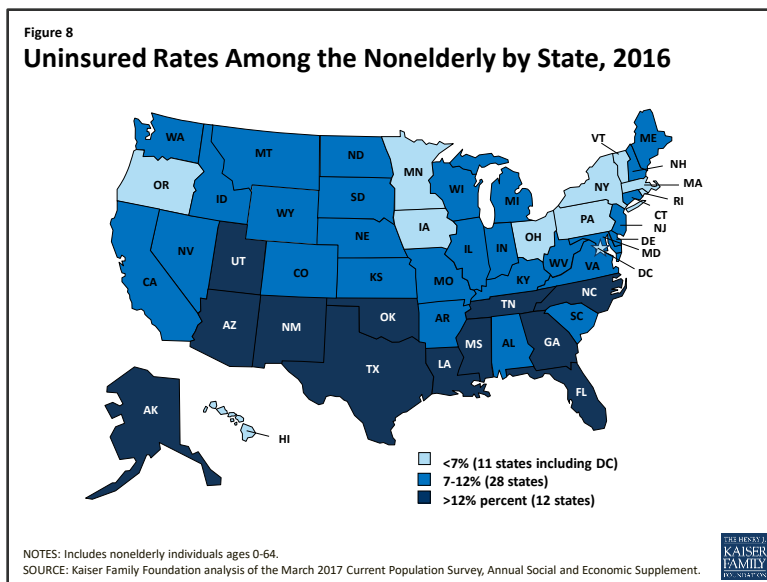 Figure 8
Uninsured Rates Among the Nonelderly by State, 2016
WA
MT
ND
MN
VT
ME
OR
ID
SD
WI
MI
NY
NH
MA
WY
RI
IA
PA
CT
NE
NJ
NV
OH
DE
IL
IN
MD
UT
CO
WV
CA
KS
MO
KY
VA
DC
OK
TN
NC
AZ
NM
AR
SC
MS
AL
GA
TX
LA
FL
AK
HI
<7% (11 states including DC)
7-12% (28 states)
>12% percent (12 states)
NOTES: Includes nonelderly individuals ages 0-64.
SOURCE: Kaiser Family Foundation analysis of the March 2017 Current Population Survey, Annual Social and Economic Supplement.
THE HENRY J.
KAISER
FAMILY
FOUNDATION